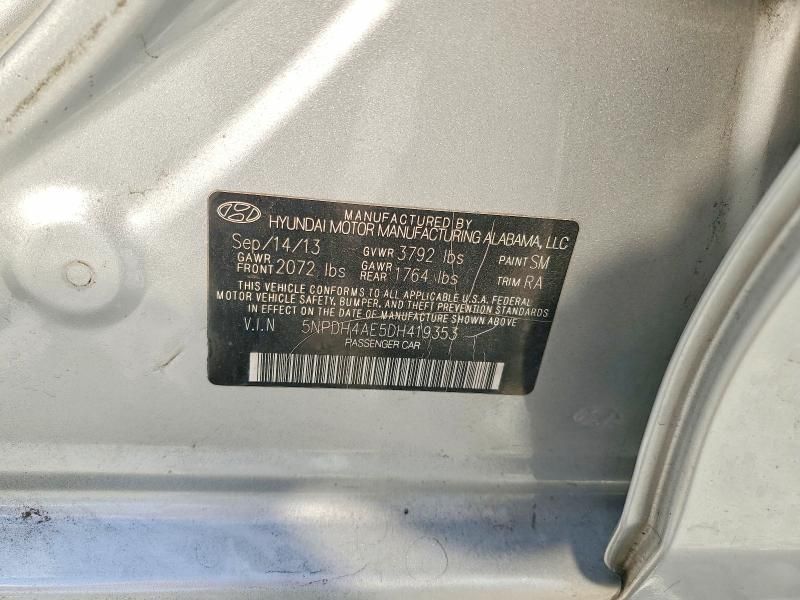 MANUFACTURED BY
HYUNDAI MOTOR MANUFACTURING ALABAMA, LLC
Sep/14/13 GVWR 3792 lbs PAINT SM
GAWR FRONT 2072 lbs GAWR REAR 1764 lbs TRIM RA
THIS VEHICLE CONFORMS TO ALL APPLICABLE U.S.A. FEDERAL
MOTOR VEHICLE SAFETY, BUMPER, AND THEFT PREVENTION STANDARDS
IN EFFECT ON THE DATE OF MANUFACTURE SHOWN ABOVE
V.I.N 5NPDH4AE5DH419353
PASSENGER CAR